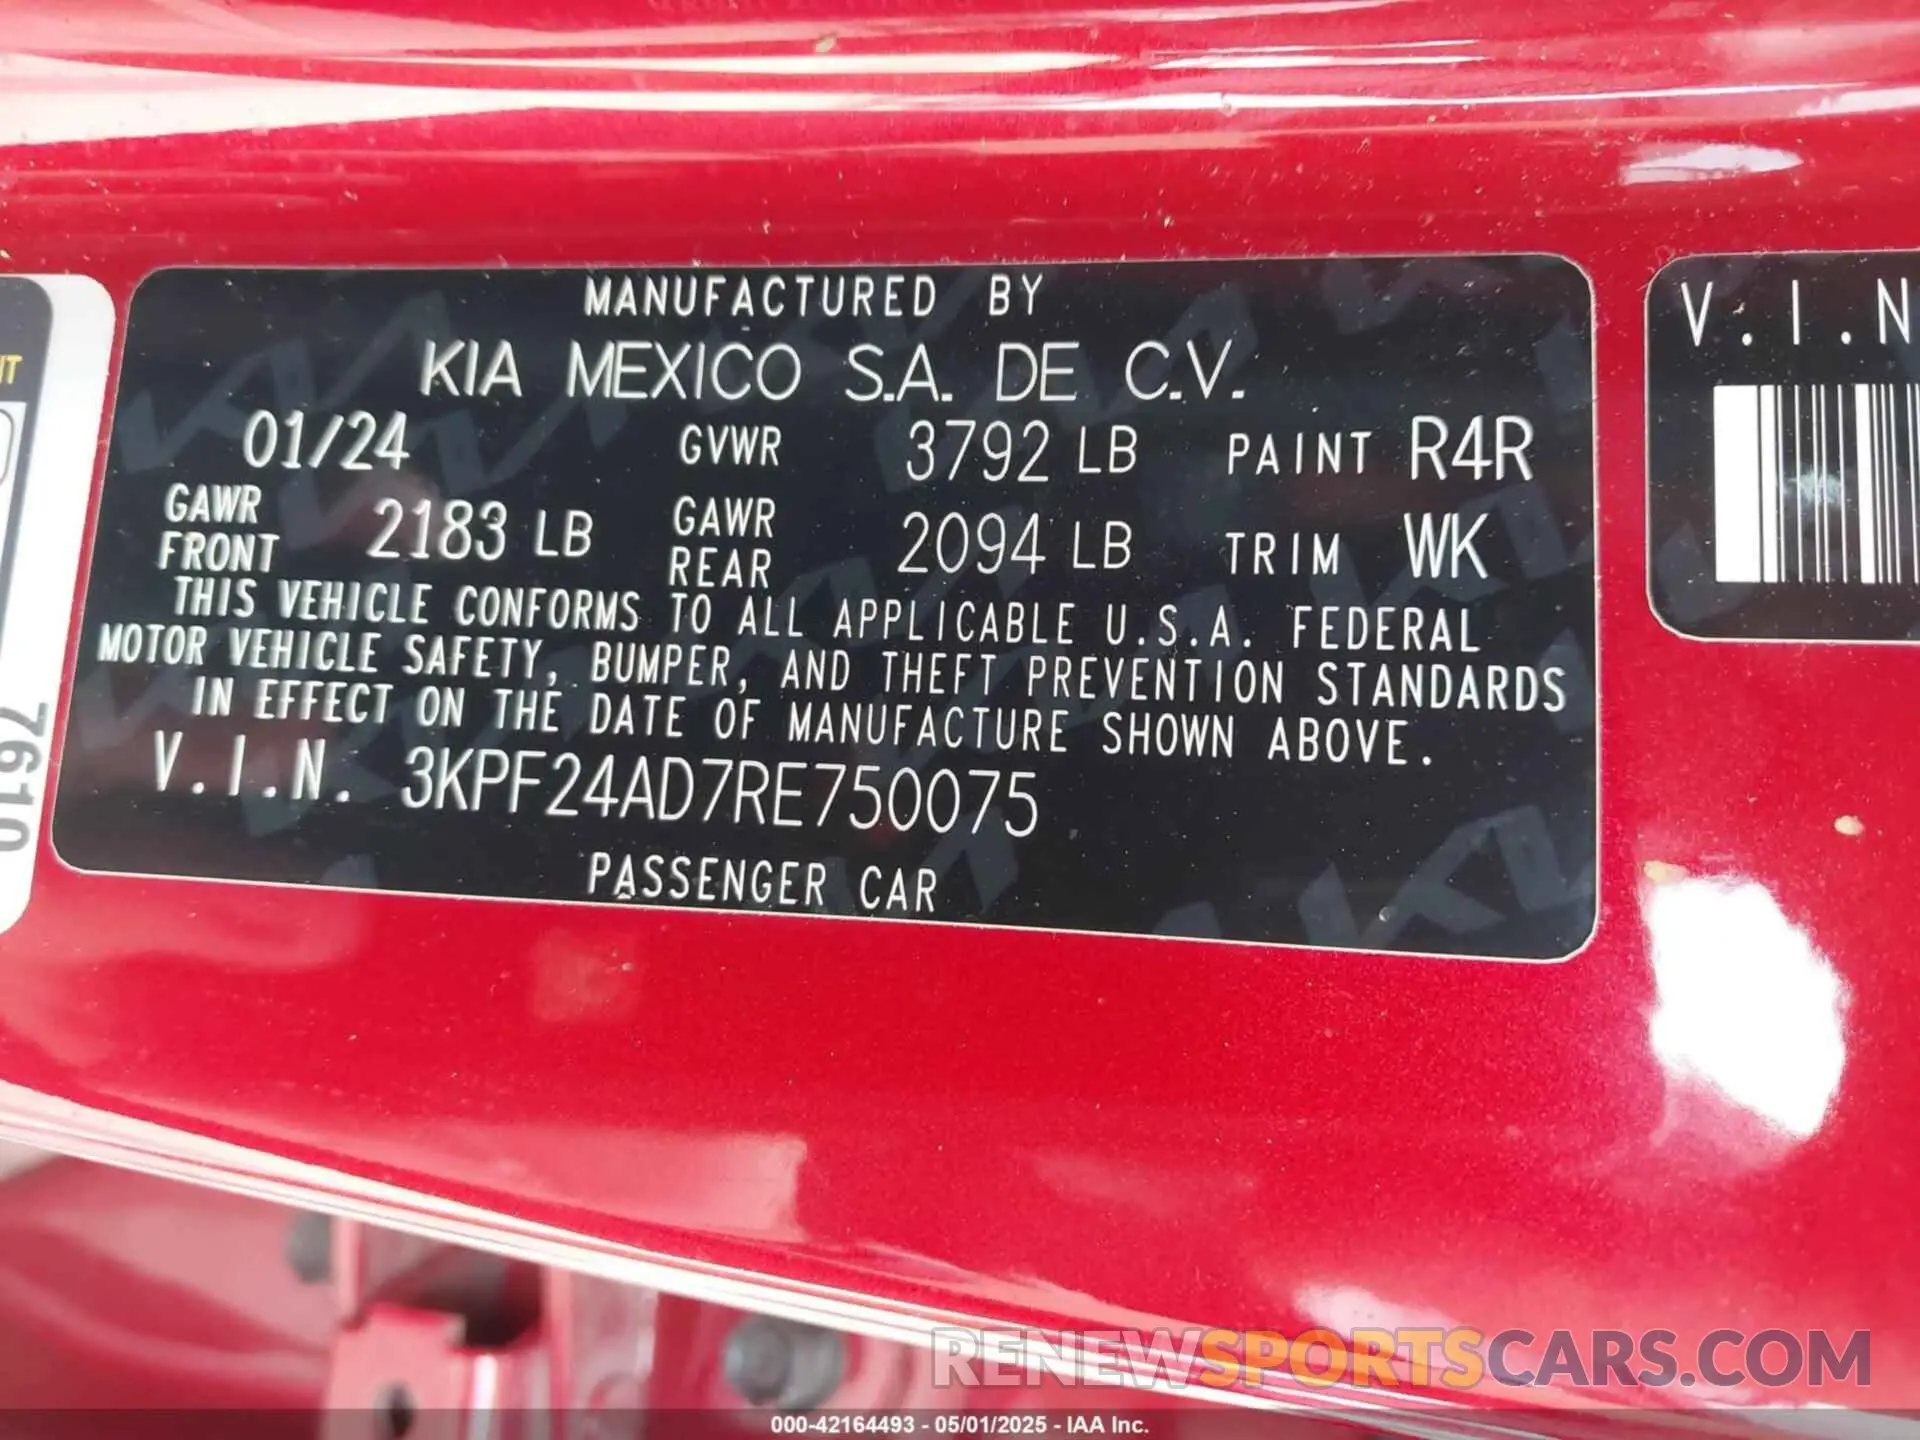 MANUFACTURED BY
KIA MEXICO S.A. DE C.V.
01/24 GVWR 3792 LB PAINT R4R
GAWR FRONT 2183 LB GAWR REAR 2094 LB TRIM WK
THIS VEHICLE CONFORMS TO ALL APPLICABLE U.S.A. FEDERAL
MOTOR VEHICLE SAFETY, BUMPER, AND THEFT PREVENTION STANDARDS
IN EFFECT ON THE DATE OF MANUFACTURE SHOWN ABOVE.
V.I.N. 3KPF24AD7RE750075
PASSENGER CAR
V.I.N
7610
RENEWSPORTSCARS.COM
000-42164493 - 05/01/2025 - IAA Inc.